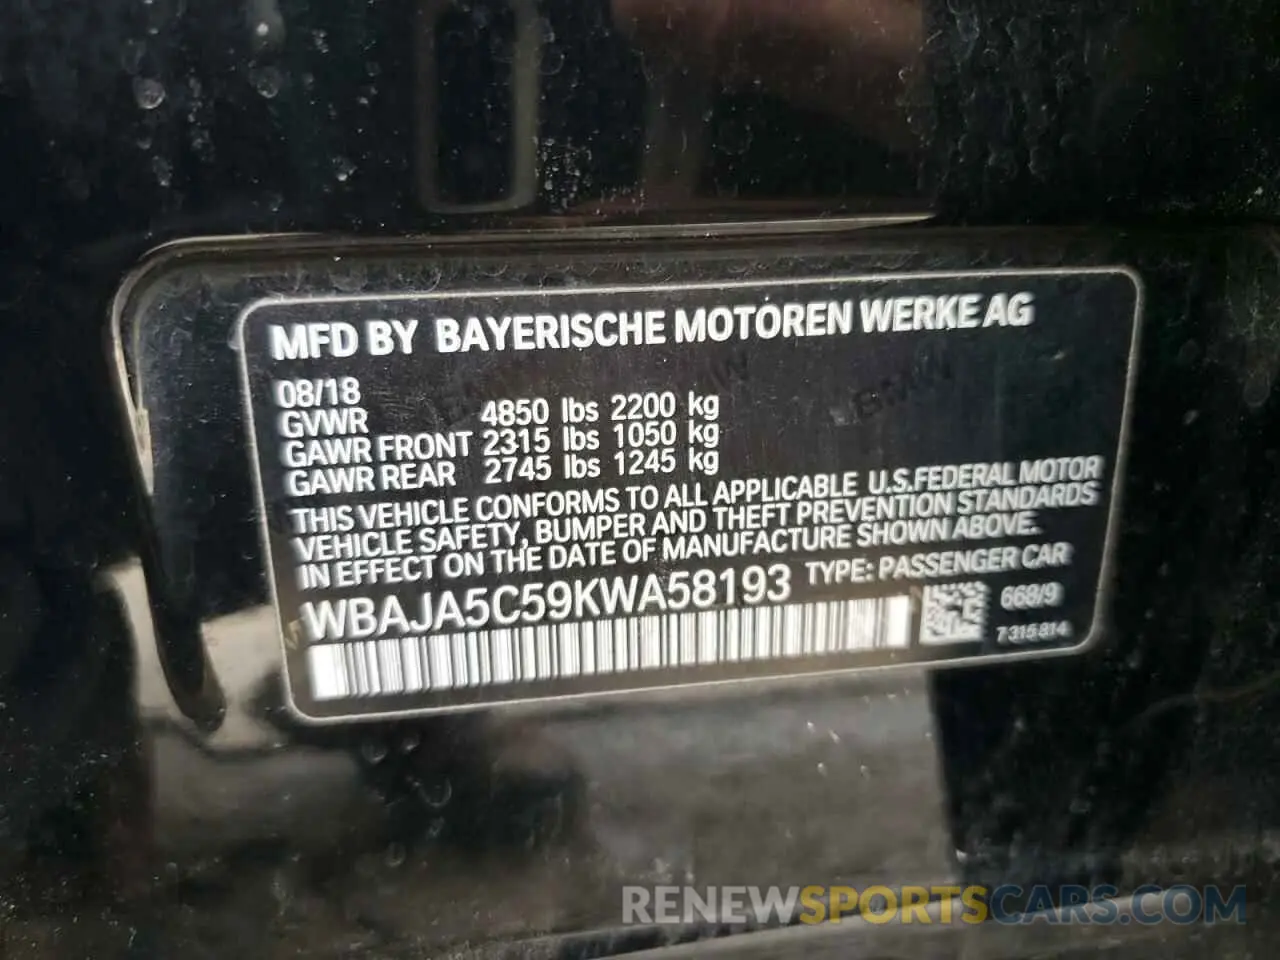 MFD BY BAYERISCHE MOTOREN WERKE AG
08/18
GVWR 4850 lbs 2200 kg
GAWR FRONT 2315 lbs 1050 kg
GAWR REAR 2745 lbs 1245 kg
THIS VEHICLE CONFORMS TO ALL APPLICABLE U.S.FEDERAL MOTOR
VEHICLE SAFETY, BUMPER AND THEFT PREVENTION STANDARDS
IN EFFECT ON THE DATE OF MANUFACTURE SHOWN ABOVE.
WBAJA5C59KWA58193 TYPE: PASSENGER CAR
668/9
7 315 814
BMW
RENEWSPORTSCARS.COM